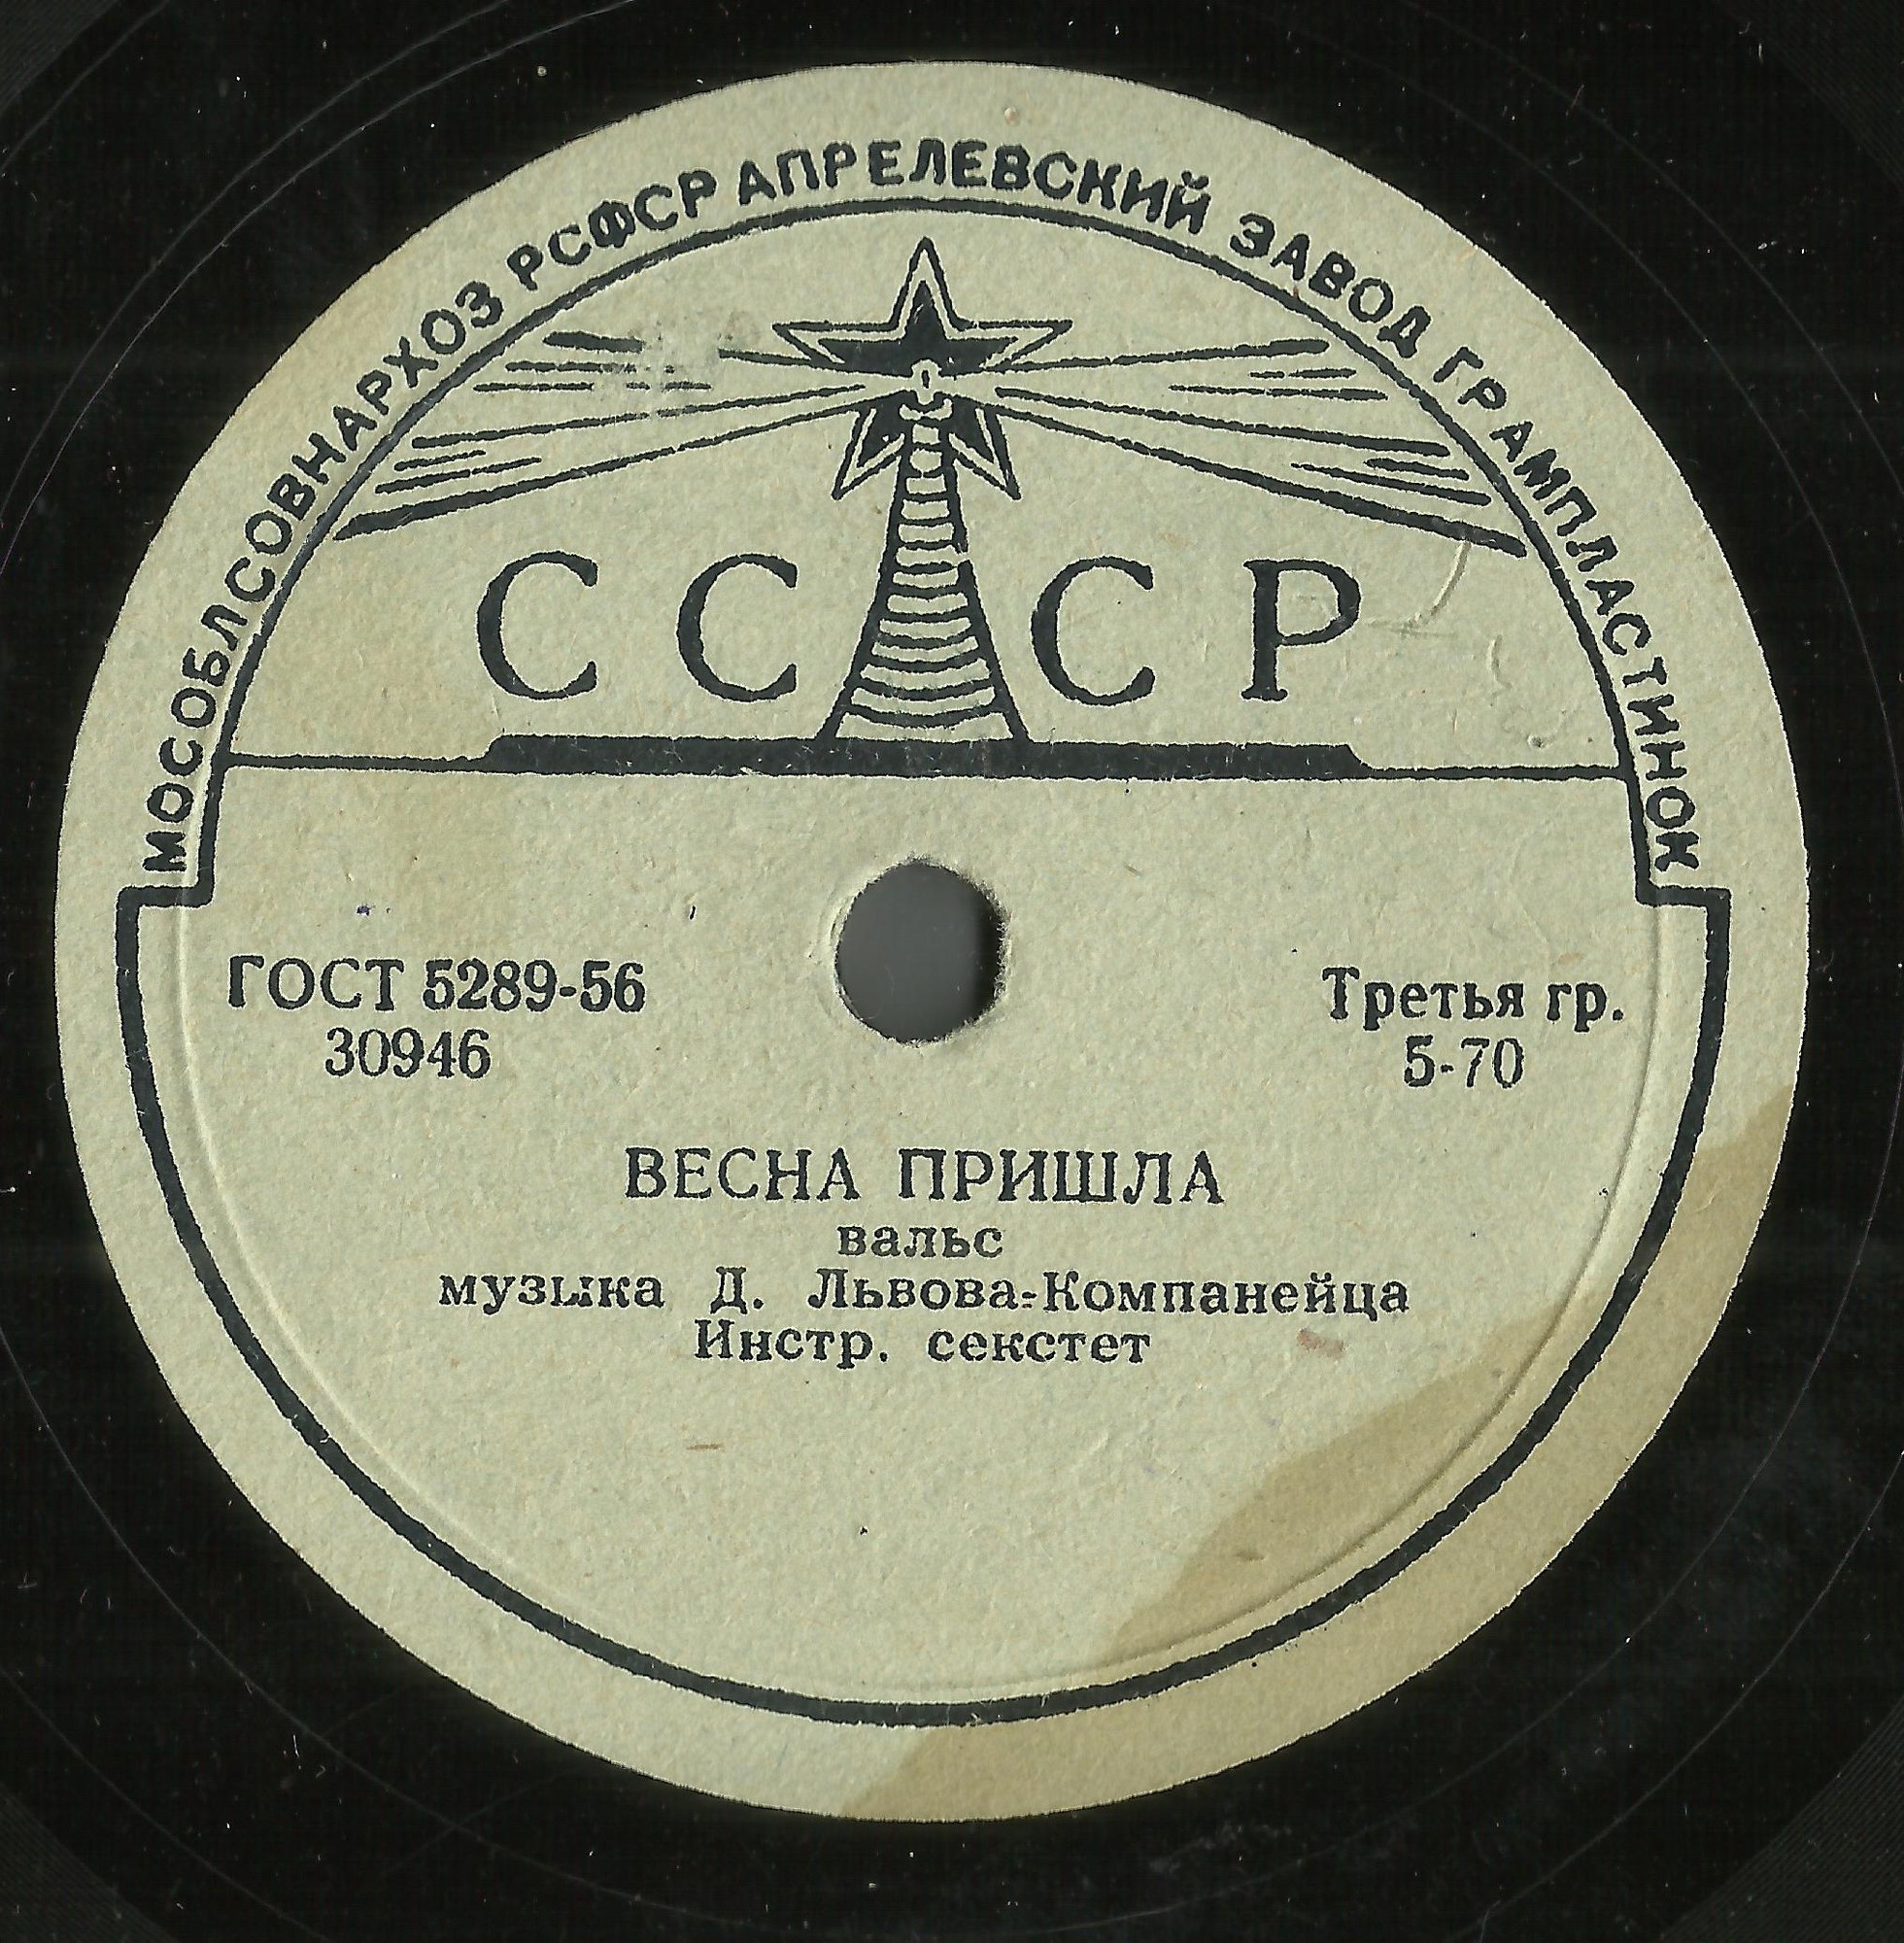 МОСОБЛСОВНАРХОЗ РСФСР АПРЕЛЕВСКИЙ ЗАВОД ГРАМПЛАСТИНОК
СССР
ГОСТ 5289-56
30946
Третья гр.
5-70
ВЕСНА ПРИШЛА
вальс
музыка Д. Львова-Компанейца
Инстр. секстет